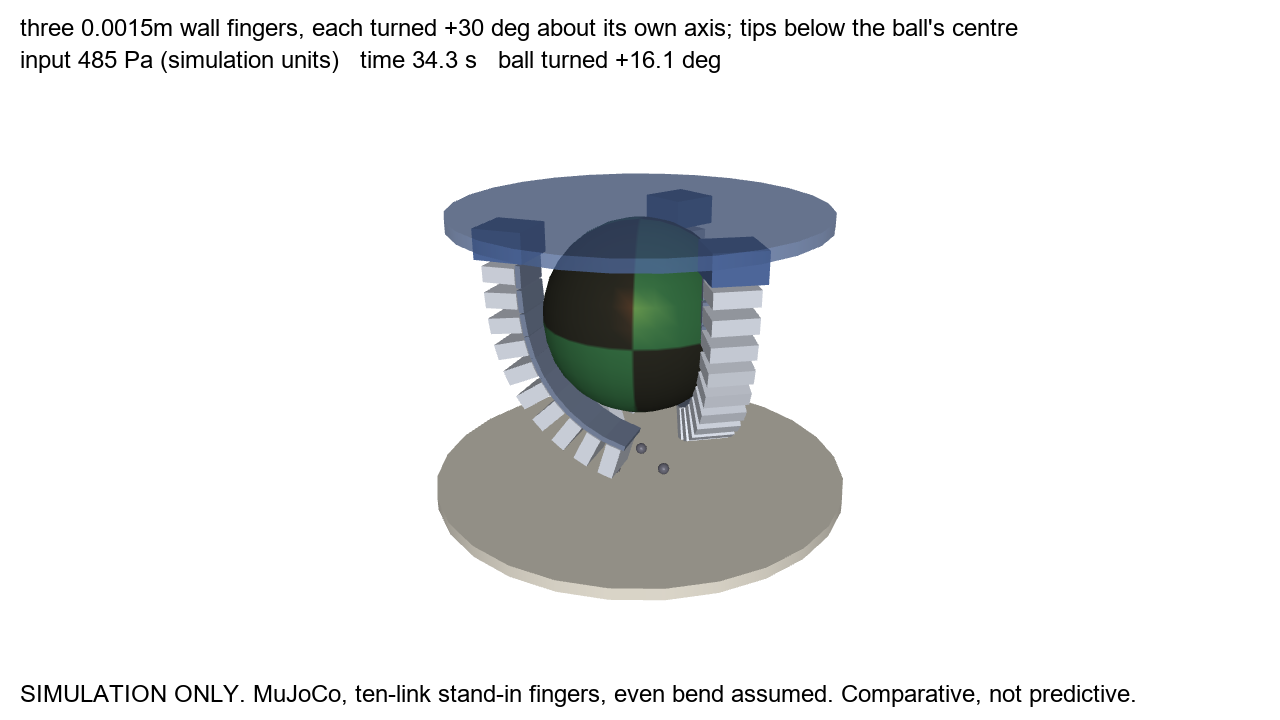 three 0.0015m wall fingers, each turned +30 deg about its own axis; tips below the ball's centre
input 485 Pa (simulation units)   time 34.3 s   ball turned +16.1 deg
SIMULATION ONLY. MuJoCo, ten-link stand-in fingers, even bend assumed. Comparative, not predictive.